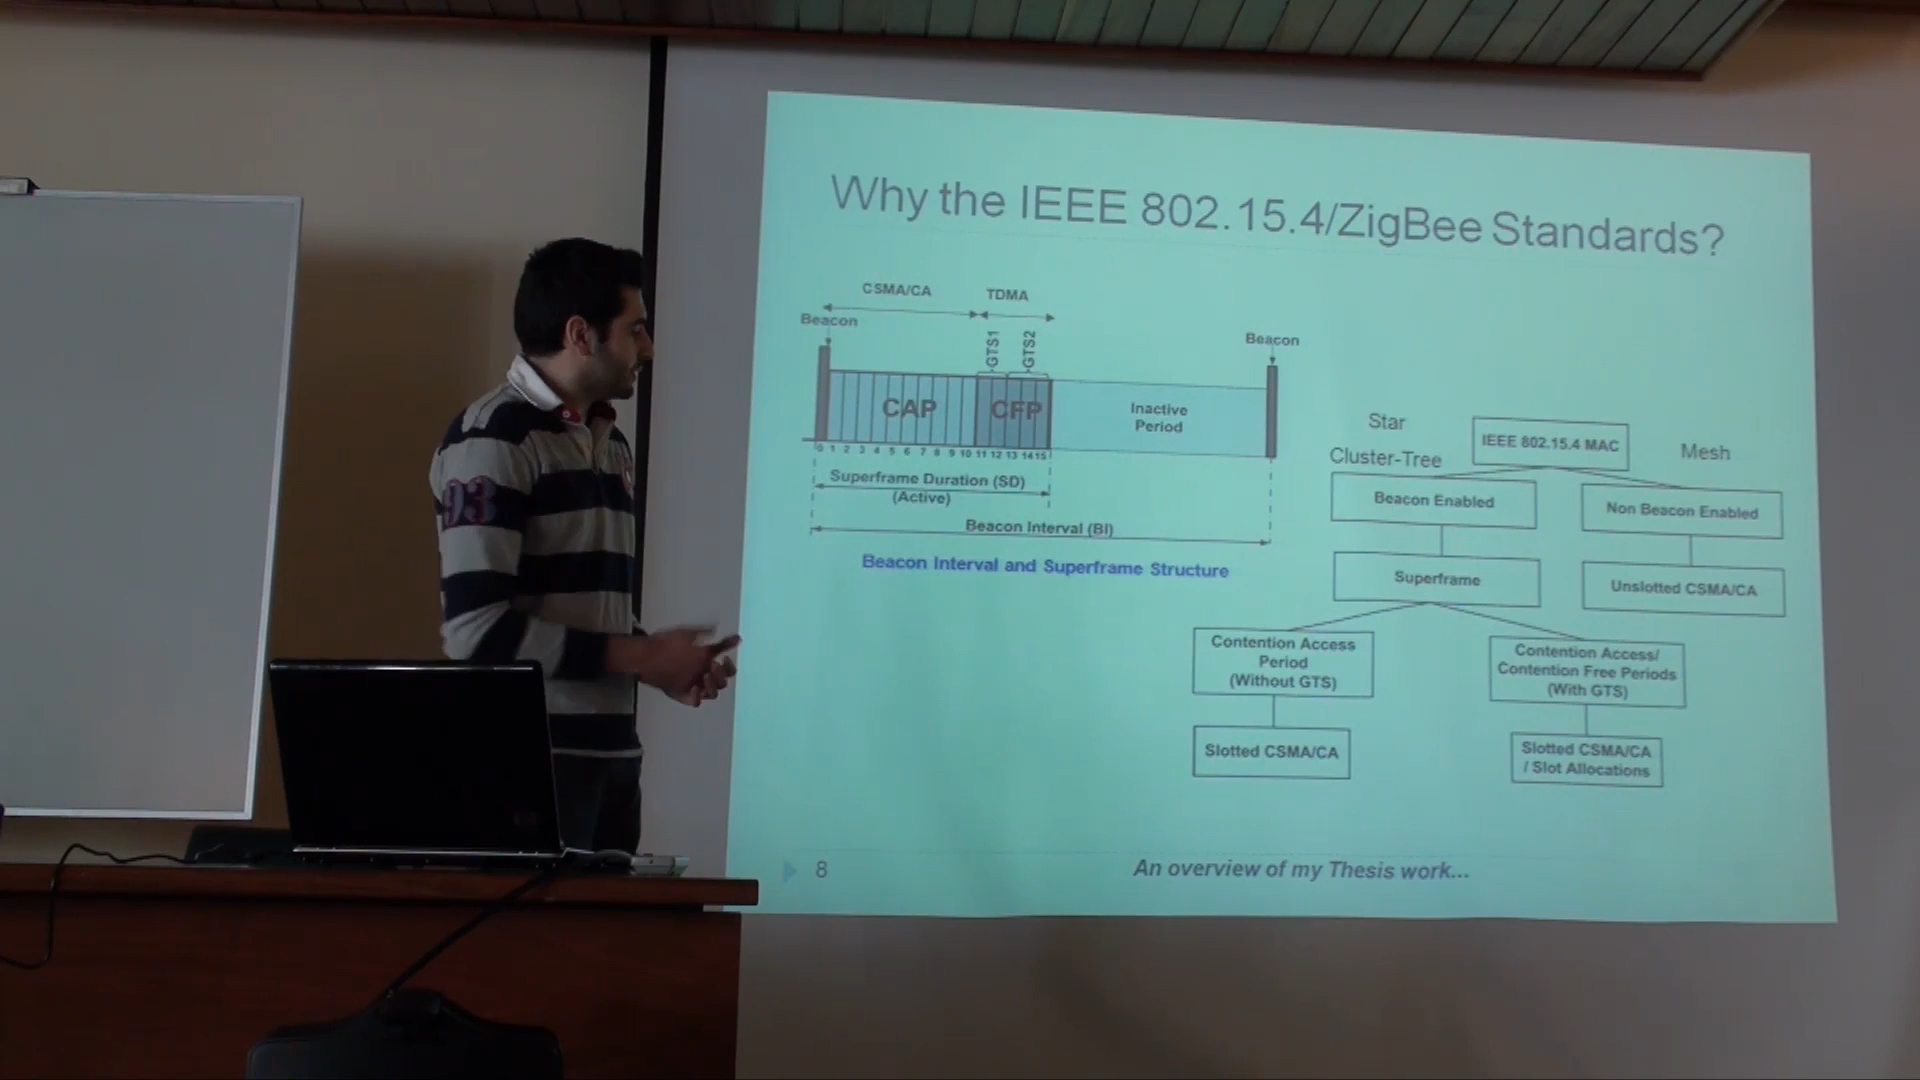 Why the IEEE 802.15.4/ZigBee Standards?
CSMA/CA
TDMA
Beacon
GTS1
GTS2
Beacon
CAP
CFP
Inactive
Period
0 1 2 3 4 5 6 7 8 9 10 11 12 13 14 15
Superframe Duration (SD)
(Active)
Beacon Interval (BI)
Beacon Interval and Superframe Structure
Star
IEEE 802.15.4 MAC
Mesh
Cluster-Tree
Beacon Enabled
Non Beacon Enabled
Superframe
Unslotted CSMA/CA
Contention Access
Period
(Without GTS)
Contention Access/
Contention Free Periods
(With GTS)
Slotted CSMA/CA
Slotted CSMA/CA
/ Slot Allocations
8
An overview of my Thesis work...
93